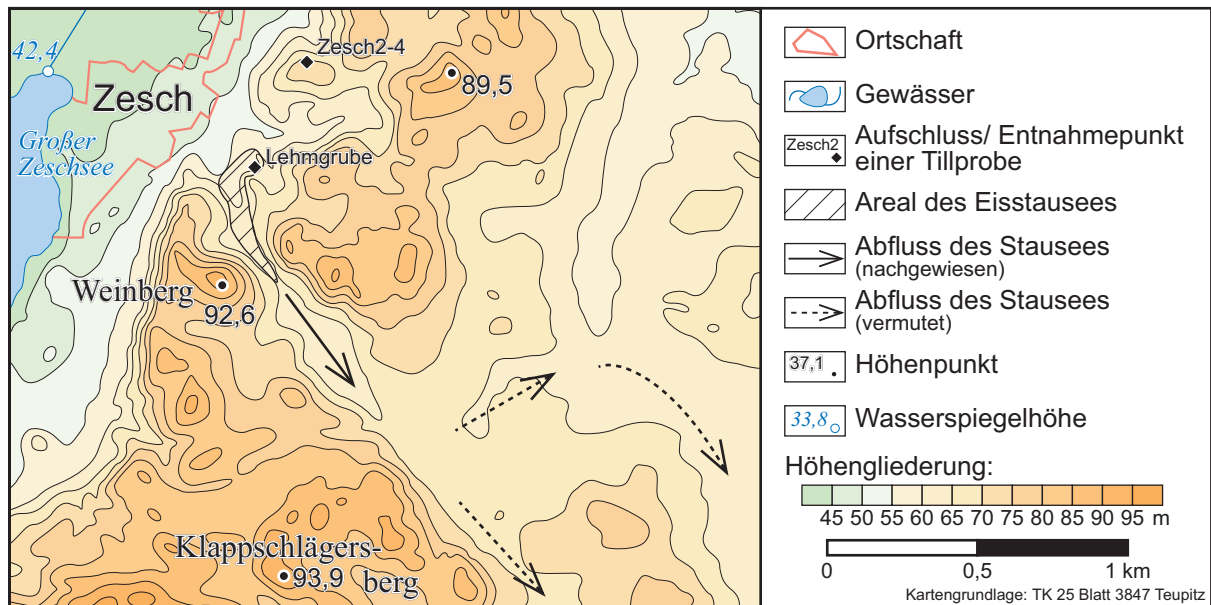 42,4
Zesch
Großer
Zeschsee
Zesch2-4
89,5
Lehmgrube
Weinberg
92,6
Klappschlägers-
berg
93,9
Ortschaft
Gewässer
Zesch2
Aufschluss/ Entnahmepunkt
einer Tillprobe
Areal des Eisstausees
Abfluss des Stausees
(nachgewiesen)
Abfluss des Stausees
(vermutet)
37,1
Höhenpunkt
33,8
Wasserspiegelhöhe
Höhengliederung:
45 50 55 60 65 70 75 80 85 90 95 m
0 0,5 1 km
Kartengrundlage: TK 25 Blatt 3847 Teupitz